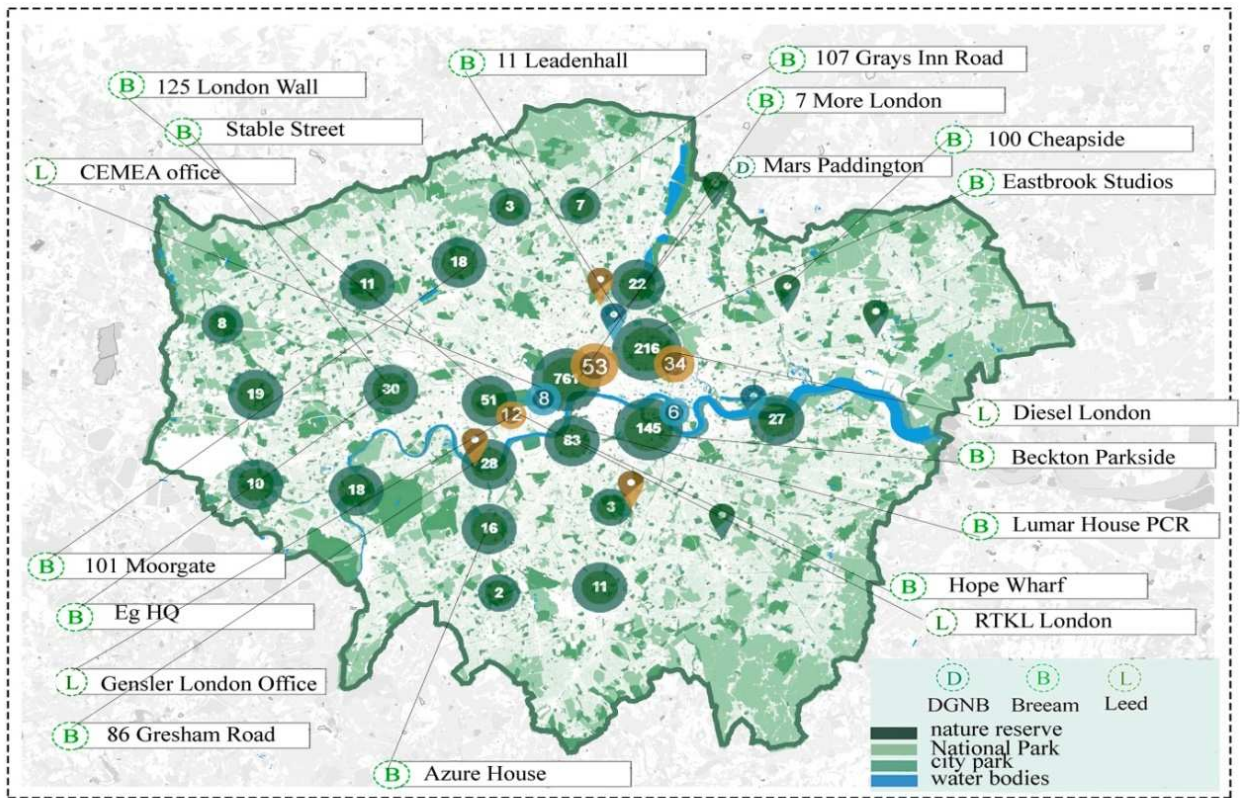 B 11 Leadenhall
B 107 Grays Inn Road
B 125 London Wall
B 7 More London
B Stable Street
B 100 Cheapside
L CEMEA office
D Mars Paddington
B Eastbrook Studios
3
7
18
11
22
8
216
53
34
761
30
19
51
8
12
6
L Diesel London
145
27
83
B Beckton Parkside
28
18
3
16
B Lumar House PCR
B 101 Moorgate
2
11
B Hope Wharf
B Eg HQ
L RTKL London
L Gensler London Office
D B L
DGNB Breeam Leed
B 86 Gresham Road
nature reserve
National Park
city park
water bodies
B Azure House